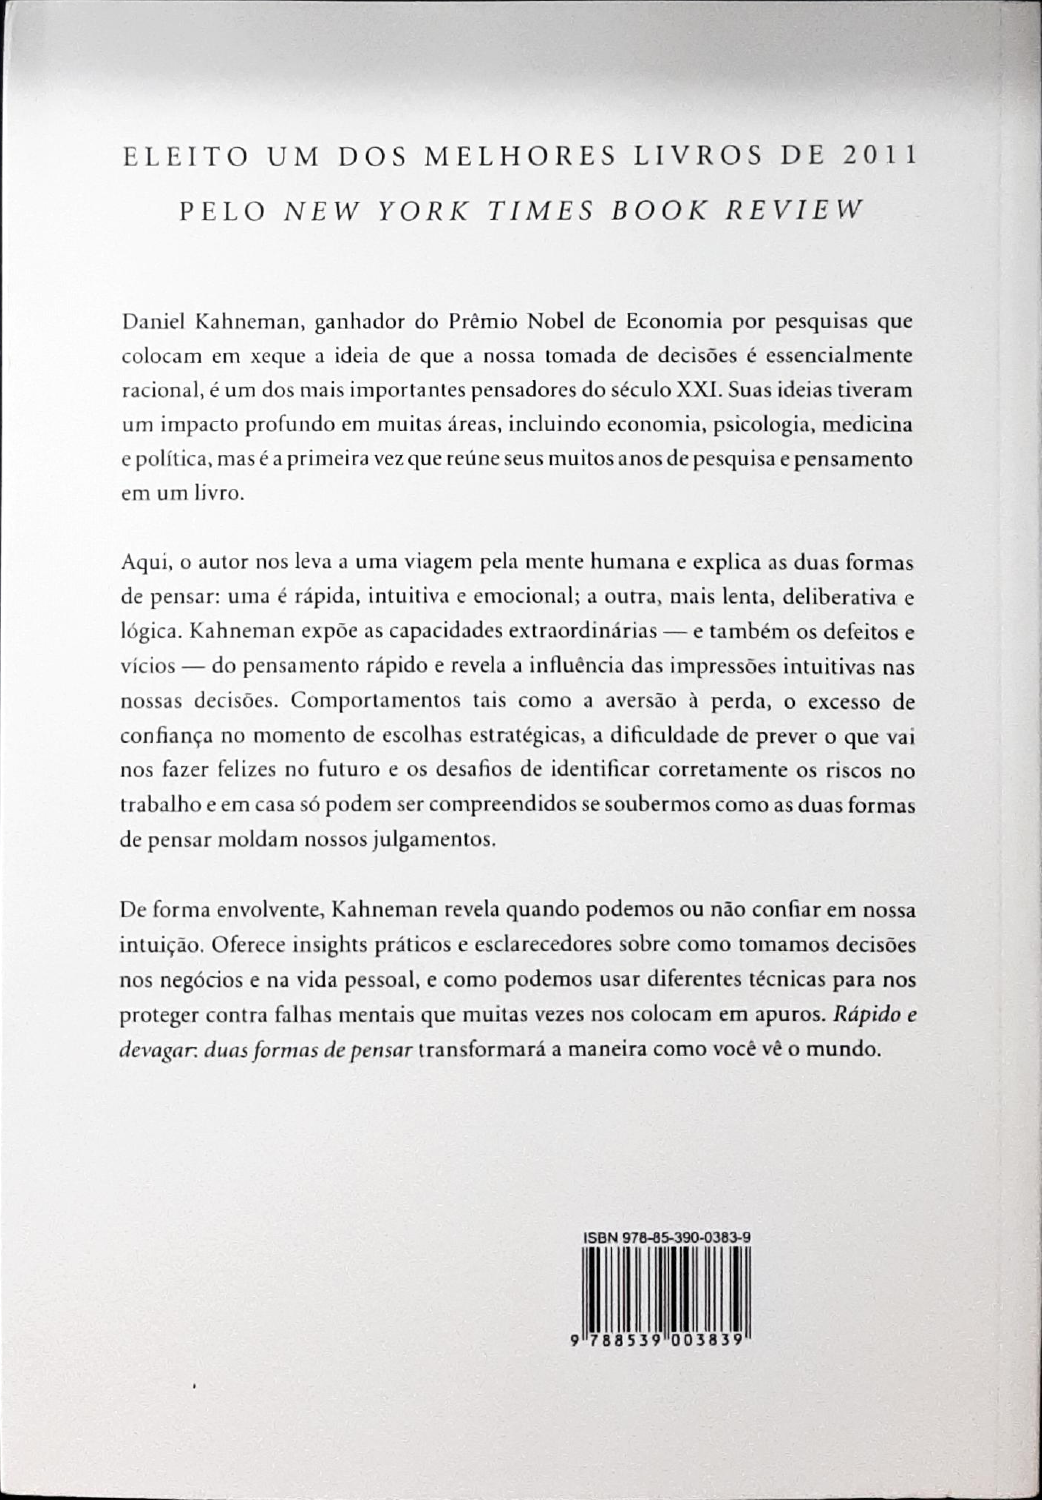 ELEITO UM DOS MELHORES LIVROS DE 2011
PELO NEW YORK TIMES BOOK REVIEW
Daniel Kahneman, ganhador do Prêmio Nobel de Economia por pesquisas que
colocam em xeque a ideia de que a nossa tomada de decisões é essencialmente
racional, é um dos mais importantes pensadores do século XXI. Suas ideias tiveram
um impacto profundo em muitas áreas, incluindo economia, psicologia, medicina
e política, mas é a primeira vez que reúne seus muitos anos de pesquisa e pensamento
em um livro.
Aqui, o autor nos leva a uma viagem pela mente humana e explica as duas formas
de pensar: uma é rápida, intuitiva e emocional; a outra, mais lenta, deliberativa e
lógica. Kahneman expõe as capacidades extraordinárias — e também os defeitos e
vícios — do pensamento rápido e revela a influência das impressões intuitivas nas
nossas decisões. Comportamentos tais como a aversão à perda, o excesso de
confiança no momento de escolhas estratégicas, a dificuldade de prever o que vai
nos fazer felizes no futuro e os desafios de identificar corretamente os riscos no
trabalho e em casa só podem ser compreendidos se soubermos como as duas formas
de pensar moldam nossos julgamentos.
De forma envolvente, Kahneman revela quando podemos ou não confiar em nossa
intuição. Oferece insights práticos e esclarecedores sobre como tomamos decisões
nos negócios e na vida pessoal, e como podemos usar diferentes técnicas para nos
proteger contra falhas mentais que muitas vezes nos colocam em apuros. Rápido e
devagar: duas formas de pensar transformará a maneira como você vê o mundo.
ISBN 978-85-390-0383-9
9 788539 003839